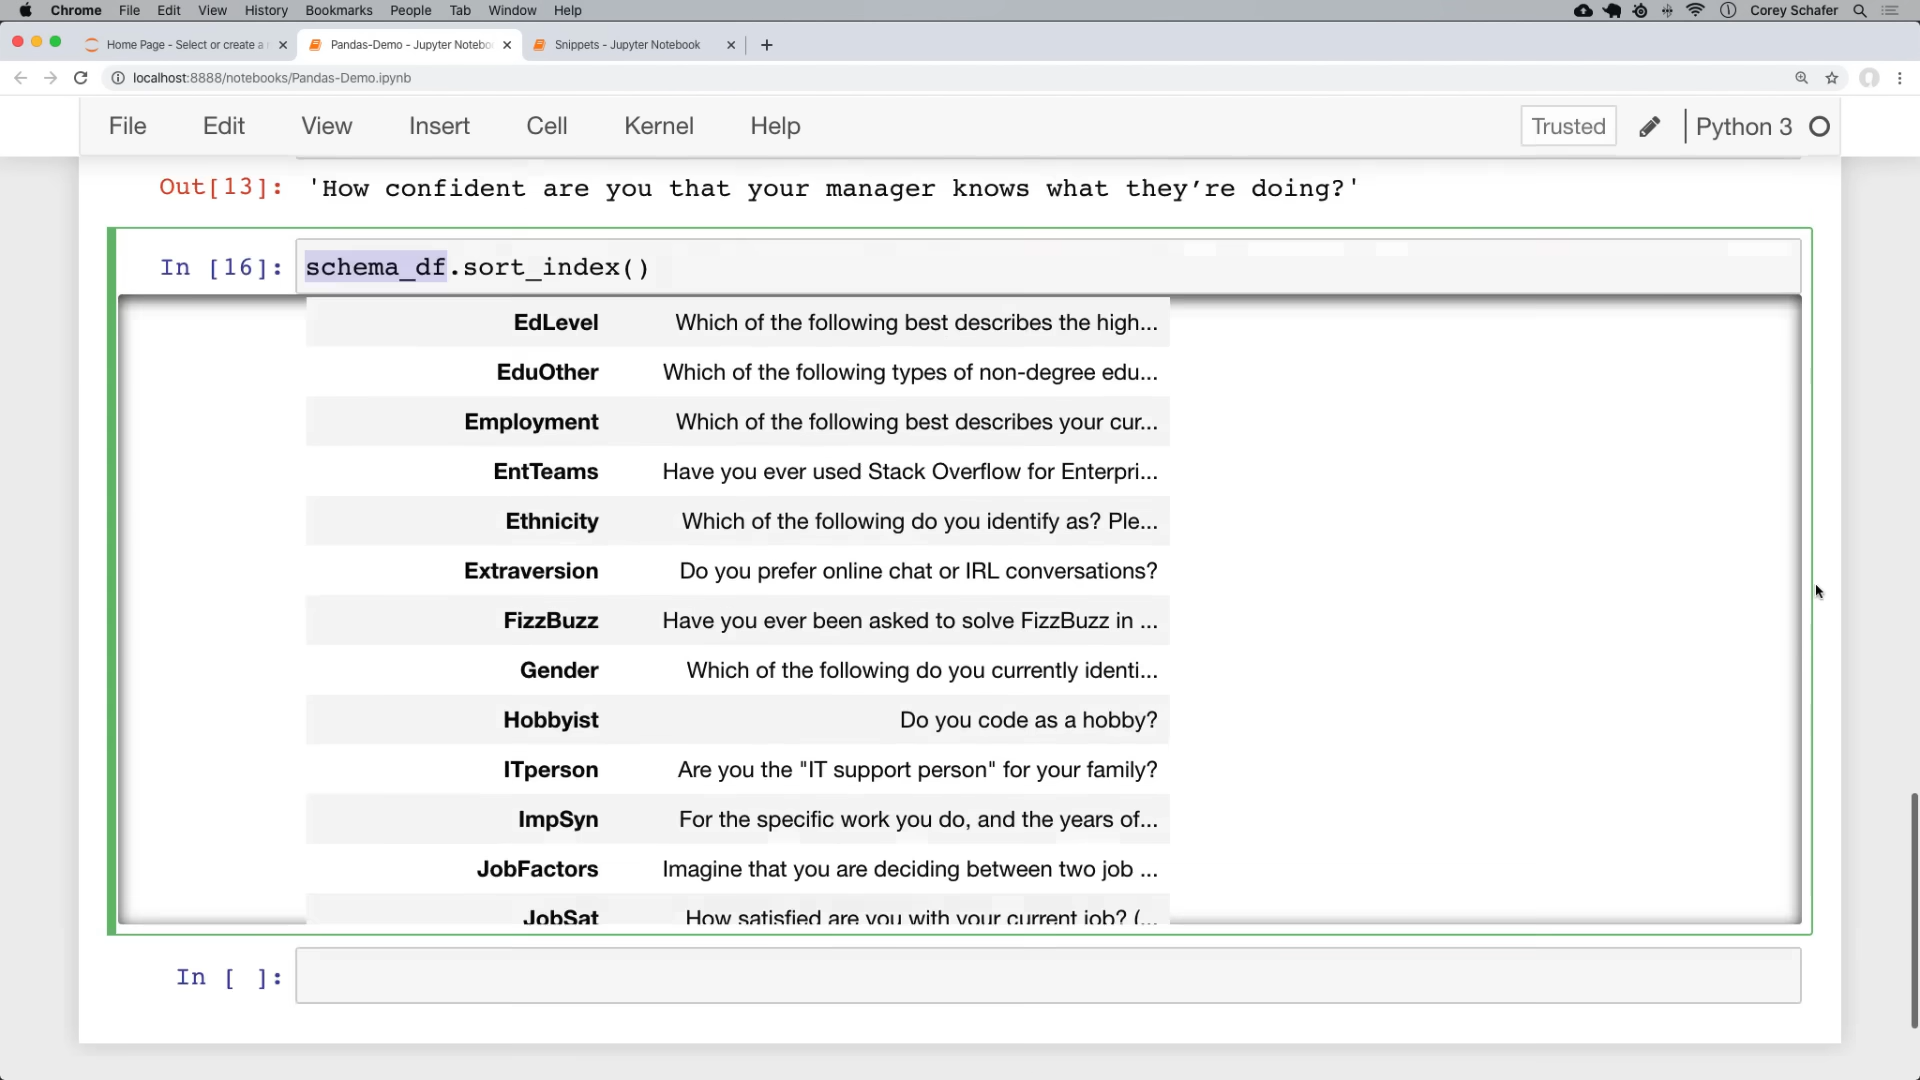 Chrome File Edit View History Bookmarks People Tab Window Help Corey Schafer
Home Page - Select or create a Pandas-Demo - Jupyter Notebo Snippets - Jupyter Notebook
localhost:8888/notebooks/Pandas-Demo.ipynb
File Edit View Insert Cell Kernel Help Trusted Python 3
Out[13]: 'How confident are you that your manager knows what they’re doing?'
In [16]: schema_df.sort_index()
EdLevel Which of the following best describes the high...
EduOther Which of the following types of non-degree edu...
Employment Which of the following best describes your cur...
EntTeams Have you ever used Stack Overflow for Enterpri...
Ethnicity Which of the following do you identify as? Ple...
Extraversion Do you prefer online chat or IRL conversations?
FizzBuzz Have you ever been asked to solve FizzBuzz in ...
Gender Which of the following do you currently identi...
Hobbyist Do you code as a hobby?
ITperson Are you the "IT support person" for your family?
ImpSyn For the specific work you do, and the years of...
JobFactors Imagine that you are deciding between two job ...
JobSat How satisfied are you with your current job? (...
In [ ]: